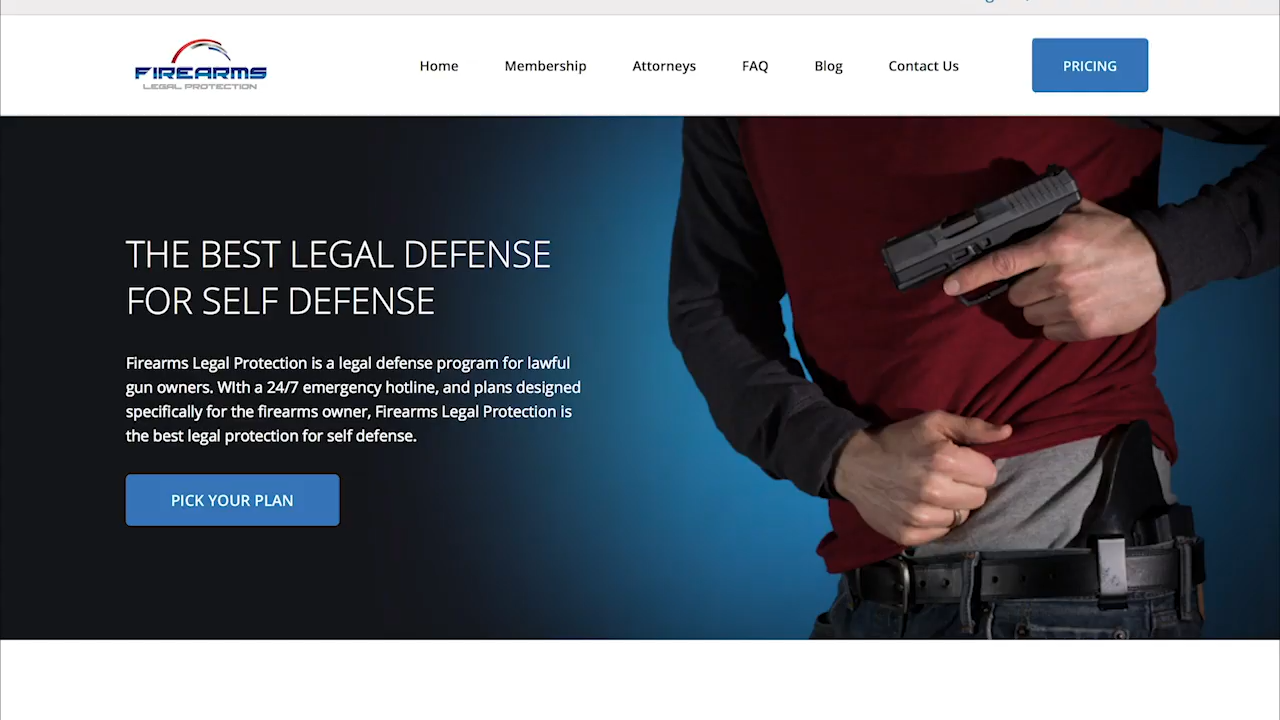 FIREARMS
LEGAL PROTECTION
Home
Membership
Attorneys
FAQ
Blog
Contact Us
PRICING
THE BEST LEGAL DEFENSE
FOR SELF DEFENSE
Firearms Legal Protection is a legal defense program for lawful
gun owners. WIth a 24/7 emergency hotline, and plans designed
specifically for the firearms owner, Firearms Legal Protection is
the best legal protection for self defense.
PICK YOUR PLAN